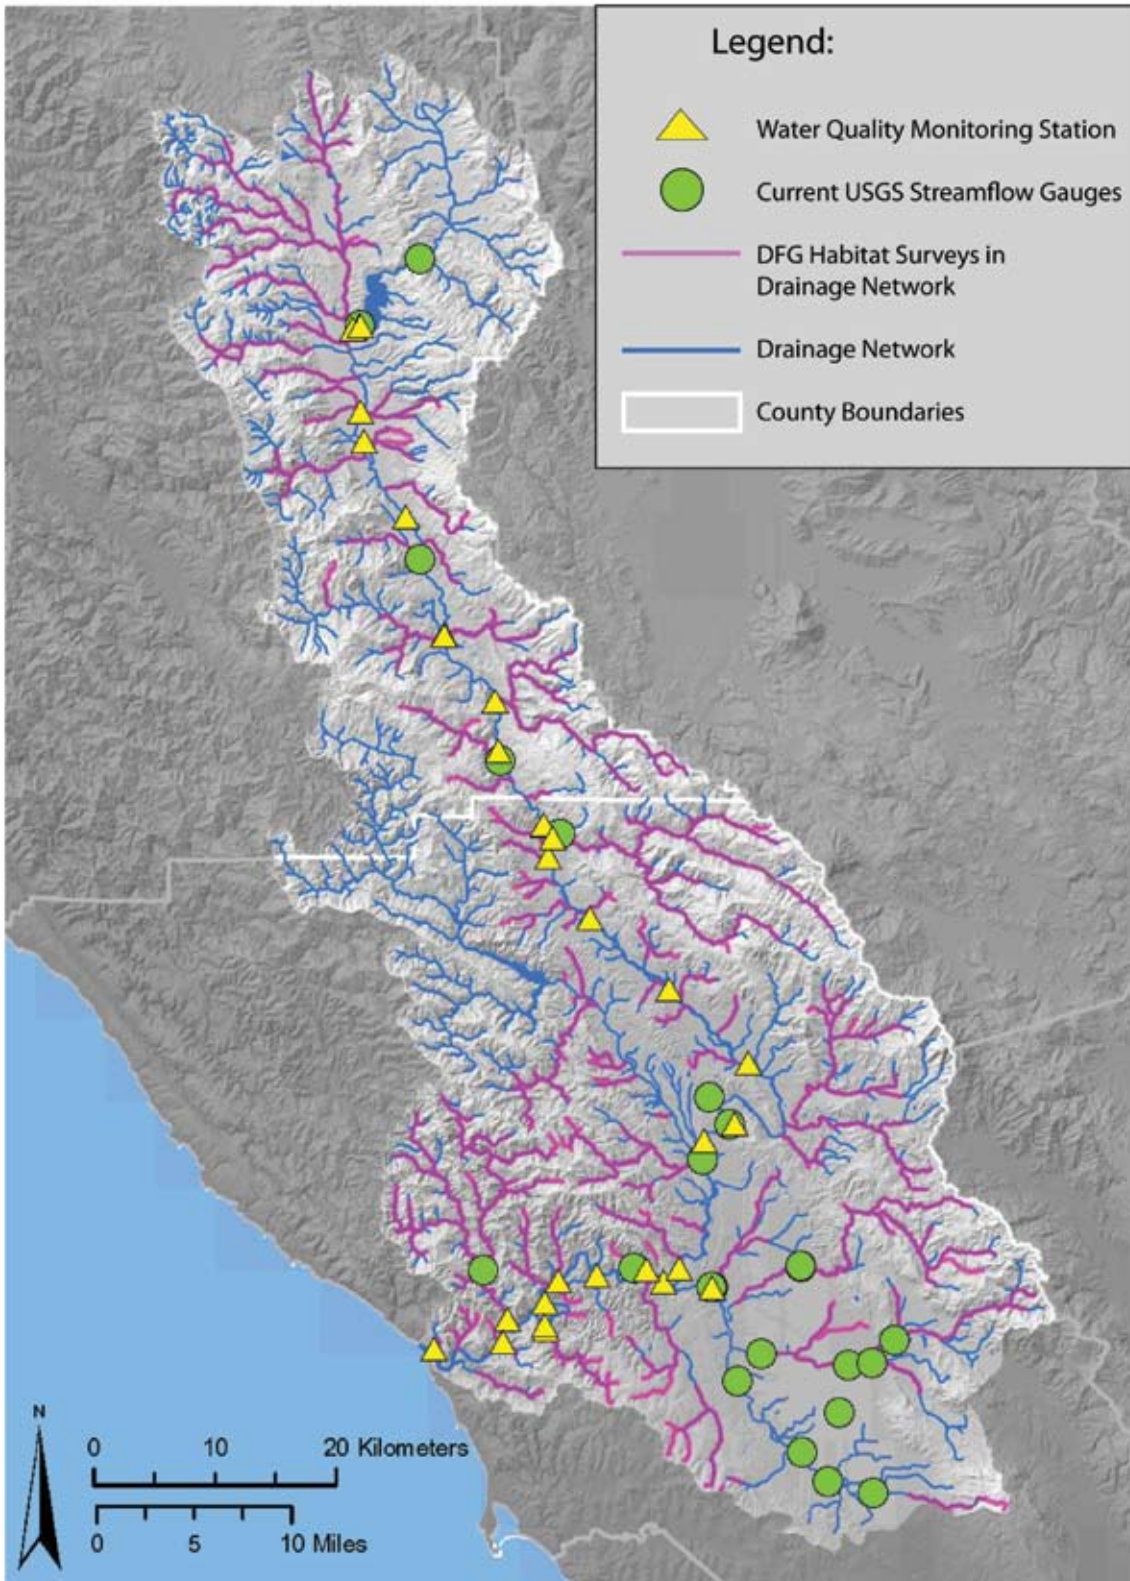 Legend:
Water Quality Monitoring Station
Current USGS Streamflow Gauges
DFG Habitat Surveys in
Drainage Network
Drainage Network
County Boundaries
N
0 10 20 Kilometers
0 5 10 Miles